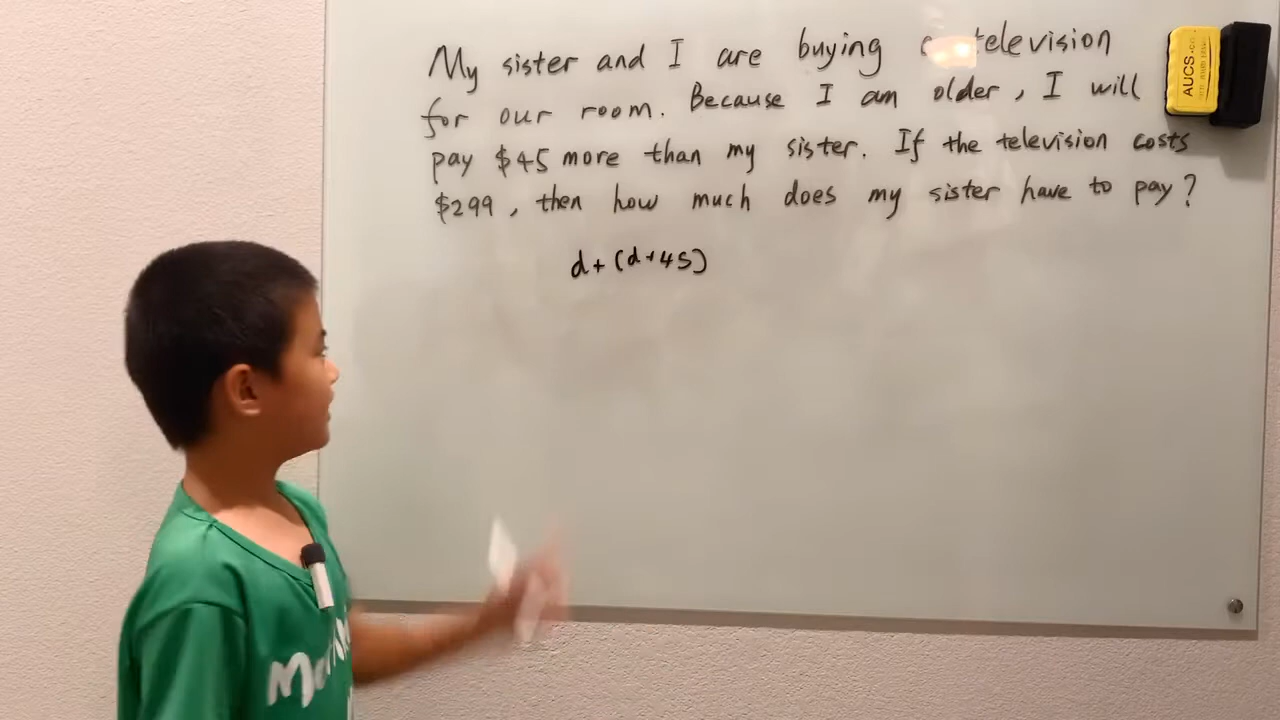 My sister and I are buying television
for our room. Because I am older, I will
pay $45 more than my sister. If the television costs
$299, then how much does my sister have to pay?
d+(d+45)
AUCS